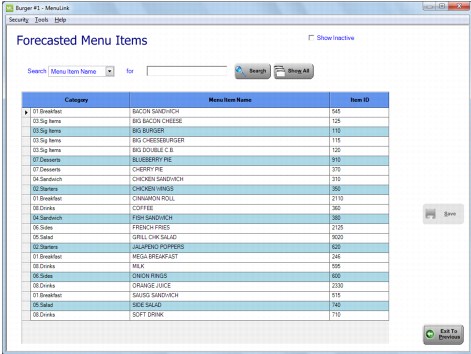 Burger #1 - MenuLink
Security Tools Help
Forecasted Menu Items
Show Inactive
Search Menu Item Name for Search Show All
Category Menu Item Name Item ID
01.Breakfast BACON SANDWICH 545
03.Sig Items BIG BACON CHEESE 125
03.Sig Items BIG BURGER 110
03.Sig Items BIG CHEESEBURGER 115
03.Sig Items BIG DOUBLE C.B. 120
07.Desserts BLUEBERRY PIE 910
07.Desserts CHERRY PIE 370
04.Sandwich CHICKEN SANDWICH 310
02.Starters CHICKEN WINGS 350
01.Breakfast CINNAMON ROLL 2110
08.Drinks COFFEE 360
04.Sandwich FISH SANDWICH 380
06.Sides FRENCH FRIES 2125
05.Salad GRILL CHK SALAD 9020
02.Starters JALAPENO POPPERS 620
01.Breakfast MEGA BREAKFAST 246
08.Drinks MILK 595
06.Sides ONION RINGS 800
08.Drinks ORANGE JUICE 2330
01.Breakfast SAUSG SANDWICH 515
05.Salad SIDE SALAD 740
08.Drinks SOFT DRINK 710
Save
Exit To
Previous